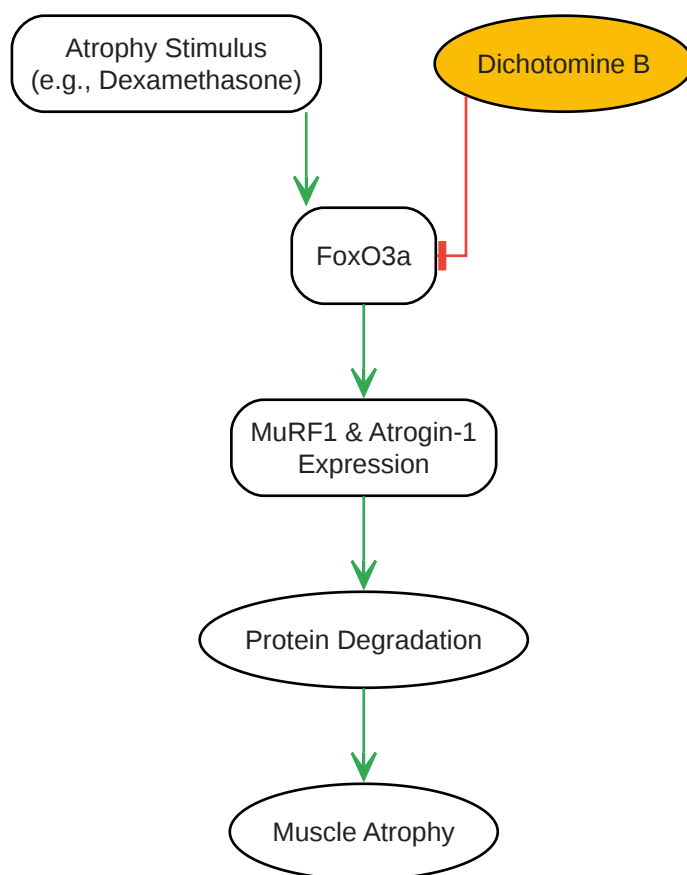 Atrophy Stimulus
(e.g., Dexamethasone)
Dichotomine B
FoxO3a
MuRF1 & Atrogin-1
Expression
Protein Degradation
Muscle Atrophy